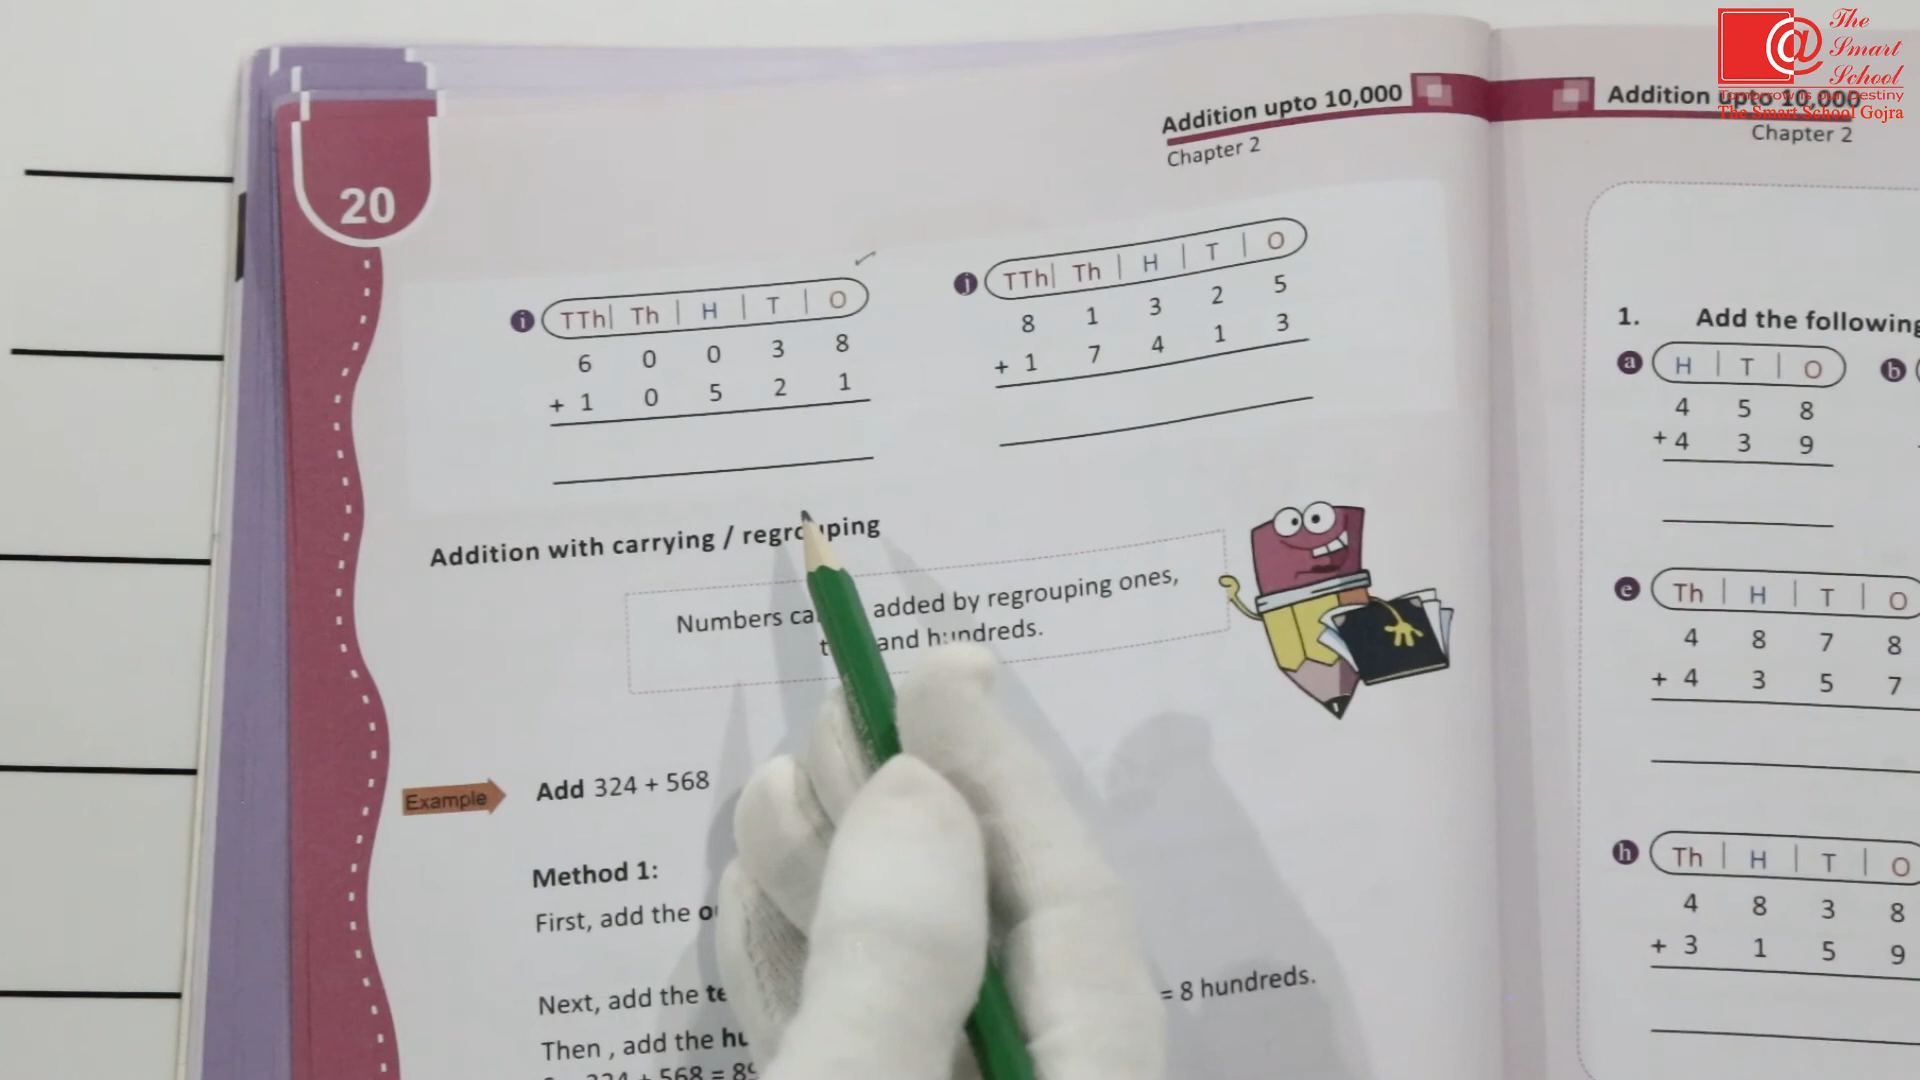 The
Smart
School
The Smart School Gojra
Addition upto 10,000
Chapter 2
Addition upto 10,000
Chapter 2
20
i TTh Th H T O
6 0 0 3 8
+ 1 0 5 2 1
j TTh Th H T O
8 1 3 2 5
+ 1 7 4 1 3
Addition with carrying / regrouping
Numbers added by regrouping ones,
and hundreds.
Example
Add 324 + 568
Method 1:
First, add the
Next, add the
= 8 hundreds.
Then , add the
324 + 568 =
1. Add the following
a H T O
4 5 8
+ 4 3 9
b
e Th H T O
4 8 7 8
+ 4 3 5 7
h Th H T O
4 8 3 8
+ 3 1 5 9